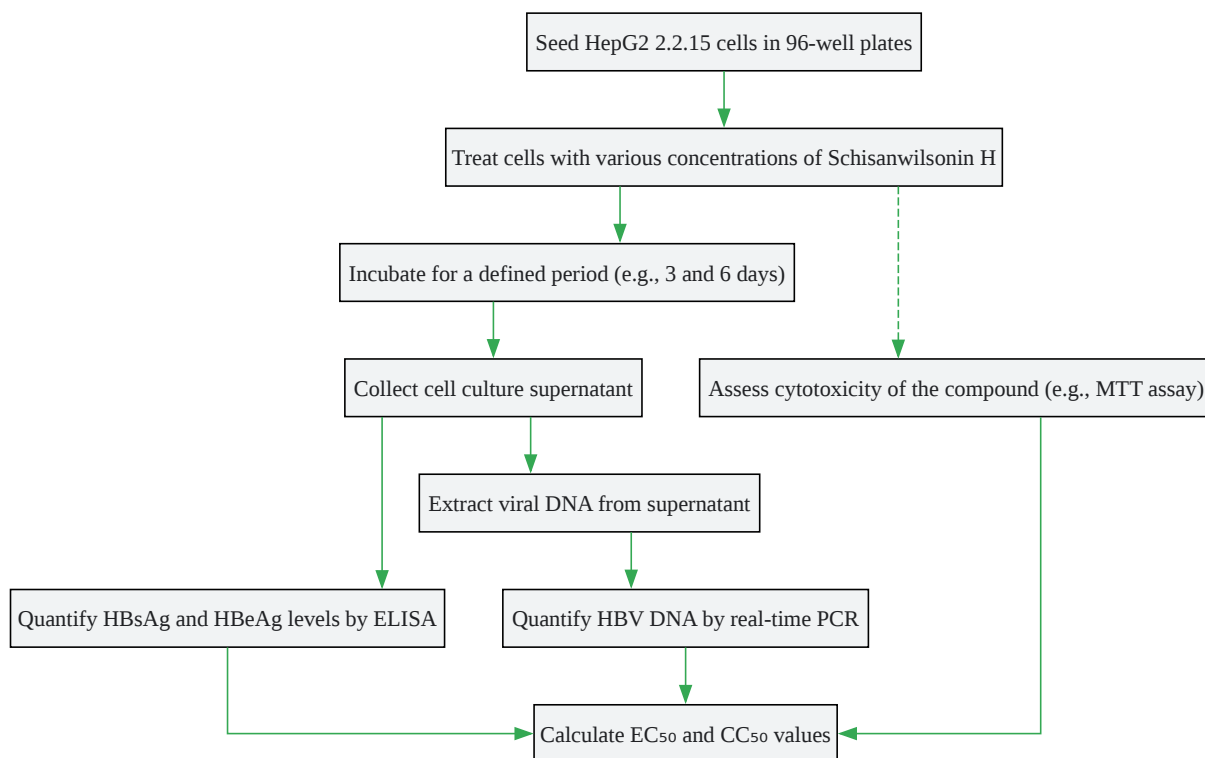 Seed HepG2 2.2.15 cells in 96-well plates
Treat cells with various concentrations of Schisanwilsonin H
Incubate for a defined period (e.g., 3 and 6 days)
Collect cell culture supernatant
Assess cytotoxicity of the compound (e.g., MTT assay)
Extract viral DNA from supernatant
Quantify HBsAg and HBeAg levels by ELISA
Quantify HBV DNA by real-time PCR
Calculate EC₅₀ and CC₅₀ values